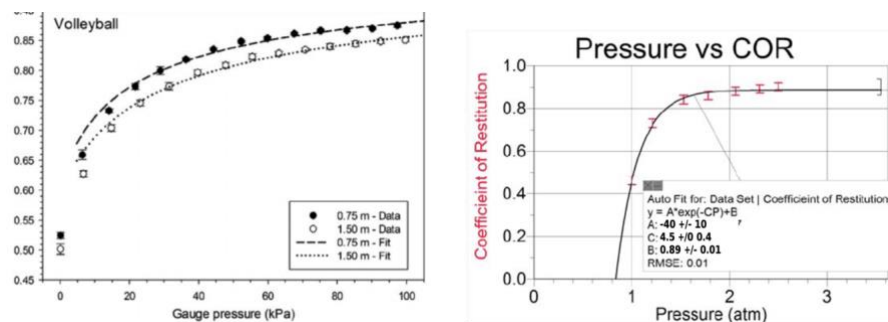 Volleyball
0.85
0.80
0.75
0.70
0.65
0.60
0.55
0.50
0.45
0 20 40 60 80 100
Gauge pressure (kPa)
0.75 m - Data
1.50 m - Data
0.75 m - Fit
1.50 m - Fit
Pressure vs COR
Coefficieint of Restitution
1.0
0.8
0.6
0.4
0.2
0.0
0 1 2 3
Pressure (atm)
Auto Fit for: Data Set | Coefficieint of Restitution
y = A*exp(-CP)+B
A: -40 +/- 10
C: 4.5 +/0 0.4
B: 0.89 +/- 0.01
RMSE: 0.01